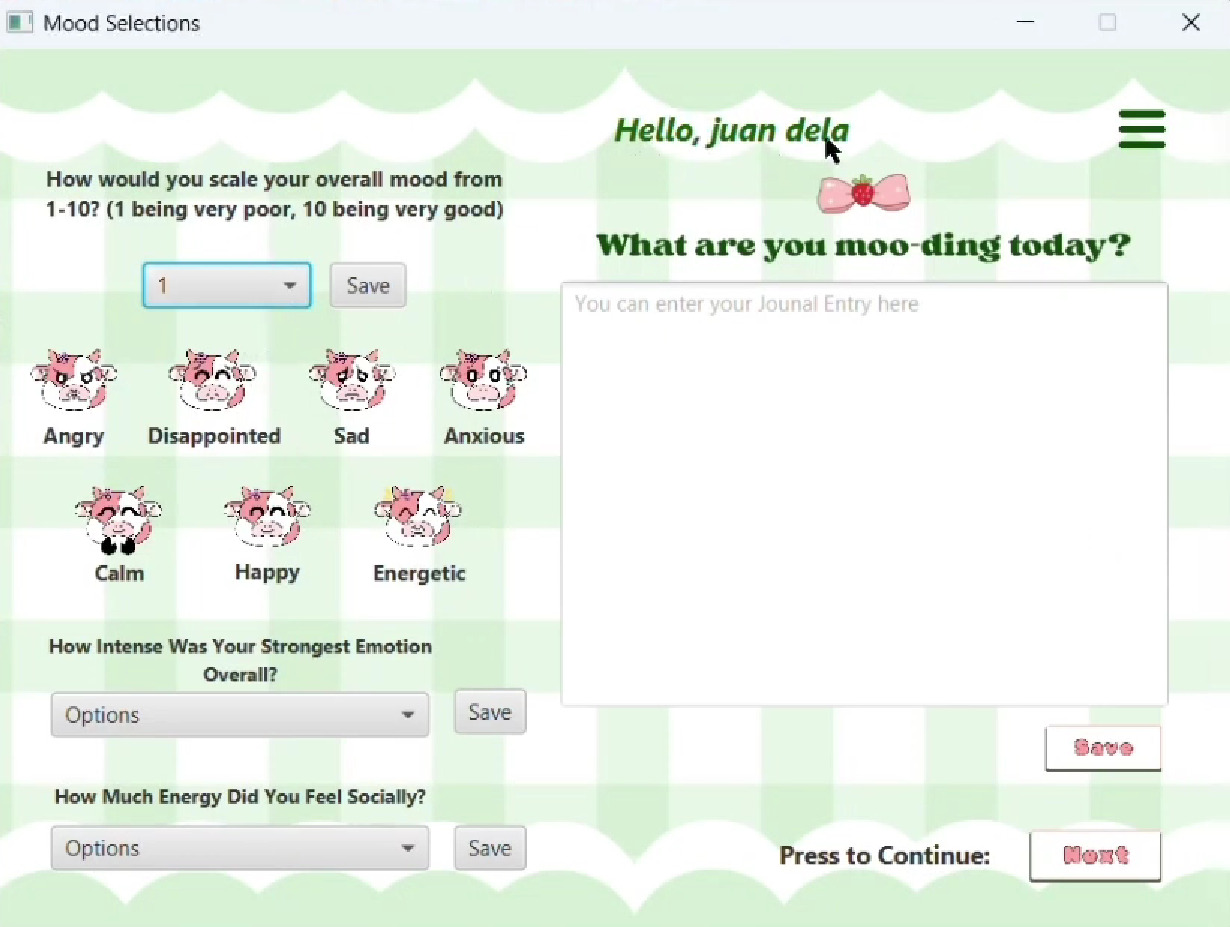 Mood Selections
Hello, juan dela
How would you scale your overall mood from
1-10? (1 being very poor, 10 being very good)
1
Save
Angry
Disappointed
Sad
Anxious
Calm
Happy
Energetic
How Intense Was Your Strongest Emotion
Overall?
Options
Save
How Much Energy Did You Feel Socially?
Options
Save
What are you moo-ding today?
You can enter your Jounal Entry here
Save
Press to Continue:
Next